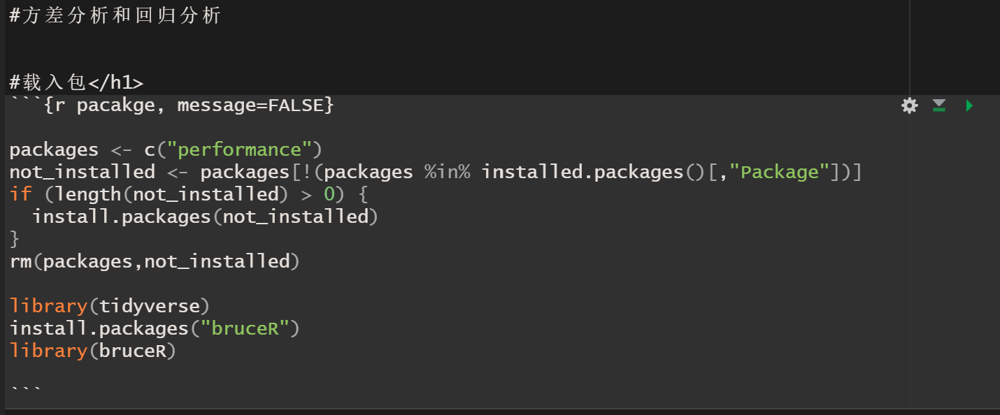 #方差分析和回归分析
#载入包</h1>
```{r pacakge, message=FALSE}
packages <- c("performance")
not_installed <- packages[!(packages %in% installed.packages()[,"Package"])]
if (length(not_installed) > 0) {
  install.packages(not_installed)
}
rm(packages,not_installed)
library(tidyverse)
install.packages("bruceR")
library(bruceR)
```